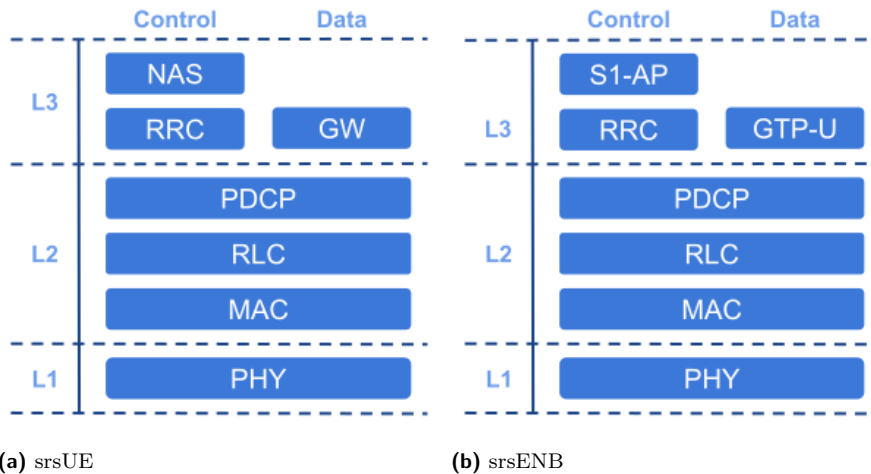 Control Data
L3
NAS
RRC GW
L2
PDCP
RLC
MAC
L1
PHY
(a) srsUE
Control Data
L3
S1-AP
RRC GTP-U
L2
PDCP
RLC
MAC
L1
PHY
(b) srsENB